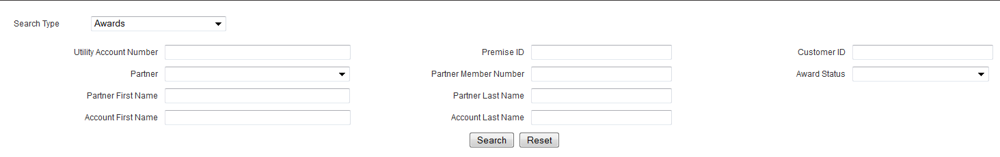 Search Type Awards
Utility Account Number Premise ID Customer ID
Partner Partner Member Number Award Status
Partner First Name Partner Last Name
Account First Name Account Last Name
Search Reset